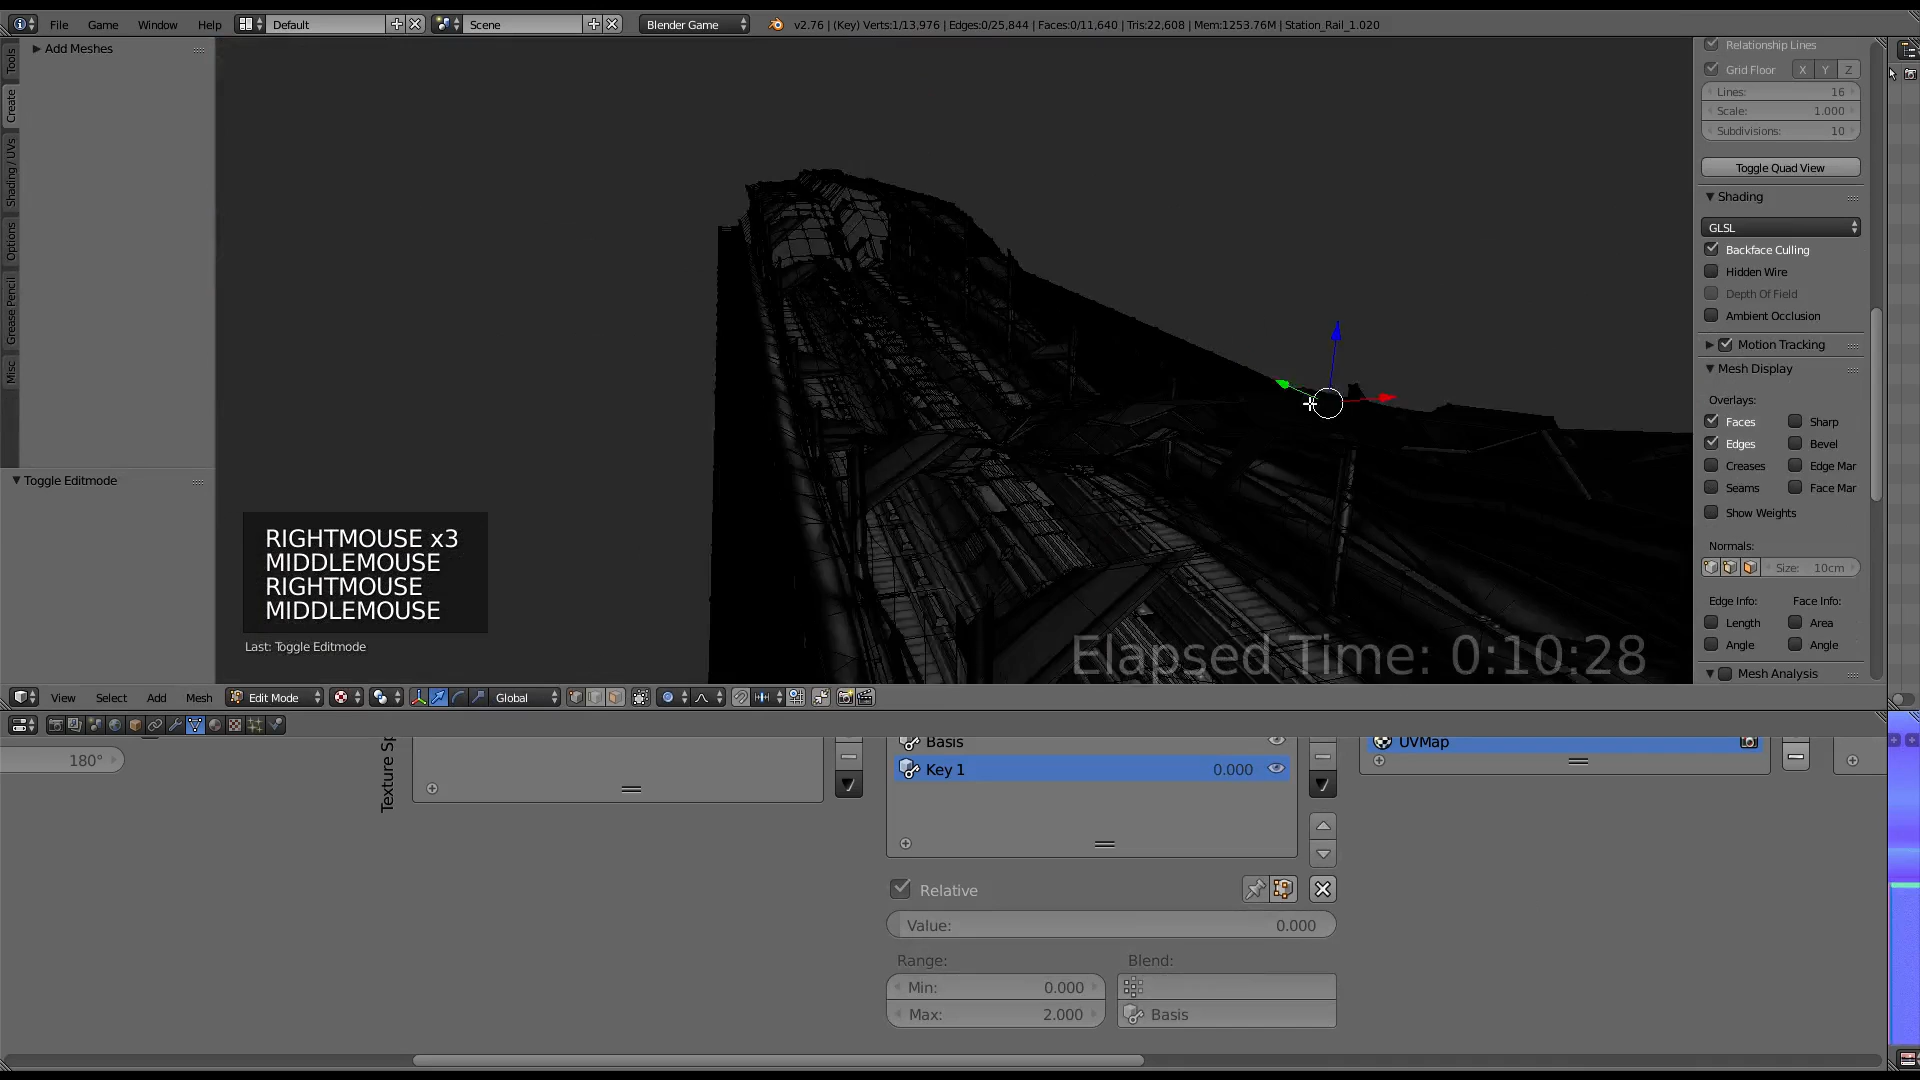 File Game Window Help Default Scene Blender Game v2.76 | (Key) Verts:1/13,976 | Edges:0/25,844 | Faces:0/11,640 | Tris:22,608 | Mem:1253.76M | Station_Rail_1.020
Tools
Create
Shading / UVs
Options
Grease Pencil
Misc
Add Meshes
Toggle Editmode
RIGHTMOUSE x3
MIDDLEMOUSE
RIGHTMOUSE
MIDDLEMOUSE
Last: Toggle Editmode
Elapsed Time: 0:10:28
Relationship Lines
Grid Floor X Y Z
Lines: 16
Scale: 1.000
Subdivisions: 10
Toggle Quad View
Shading
GLSL
Backface Culling
Hidden Wire
Depth Of Field
Ambient Occlusion
Motion Tracking
Mesh Display
Overlays:
Faces Sharp
Edges Bevel
Creases Edge Mar
Seams Face Mar
Show Weights
Normals:
Size: 10cm
Edge Info: Face Info:
Length Area
Angle Angle
Mesh Analysis
View Select Add Mesh Edit Mode Global
180°
Texture Sp
Basis
Key 1 0.000
UVMap
Relative
Value: 0.000
Range: Blend:
Min: 0.000
Max: 2.000 Basis